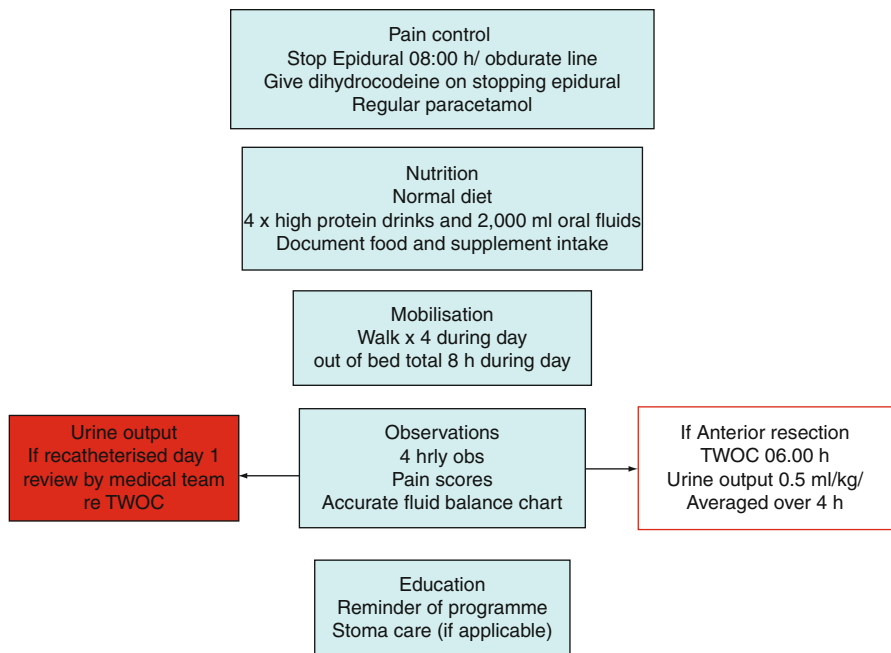 Pain control
Stop Epidural 08:00 h/ obdurate line
Give dihydrocodeine on stopping epidural
Regular paracetamol
Nutrition
Normal diet
4 x high protein drinks and 2,000 ml oral fluids
Document food and supplement intake
Mobilisation
Walk x 4 during day
out of bed total 8 h during day
Urine output
If recatheterised day 1
review by medical team
re TWOC
Observations
4 hrly obs
Pain scores
Accurate fluid balance chart
If Anterior resection
TWOC 06.00 h
Urine output 0.5 ml/kg/
Averaged over 4 h
Education
Reminder of programme
Stoma care (if applicable)